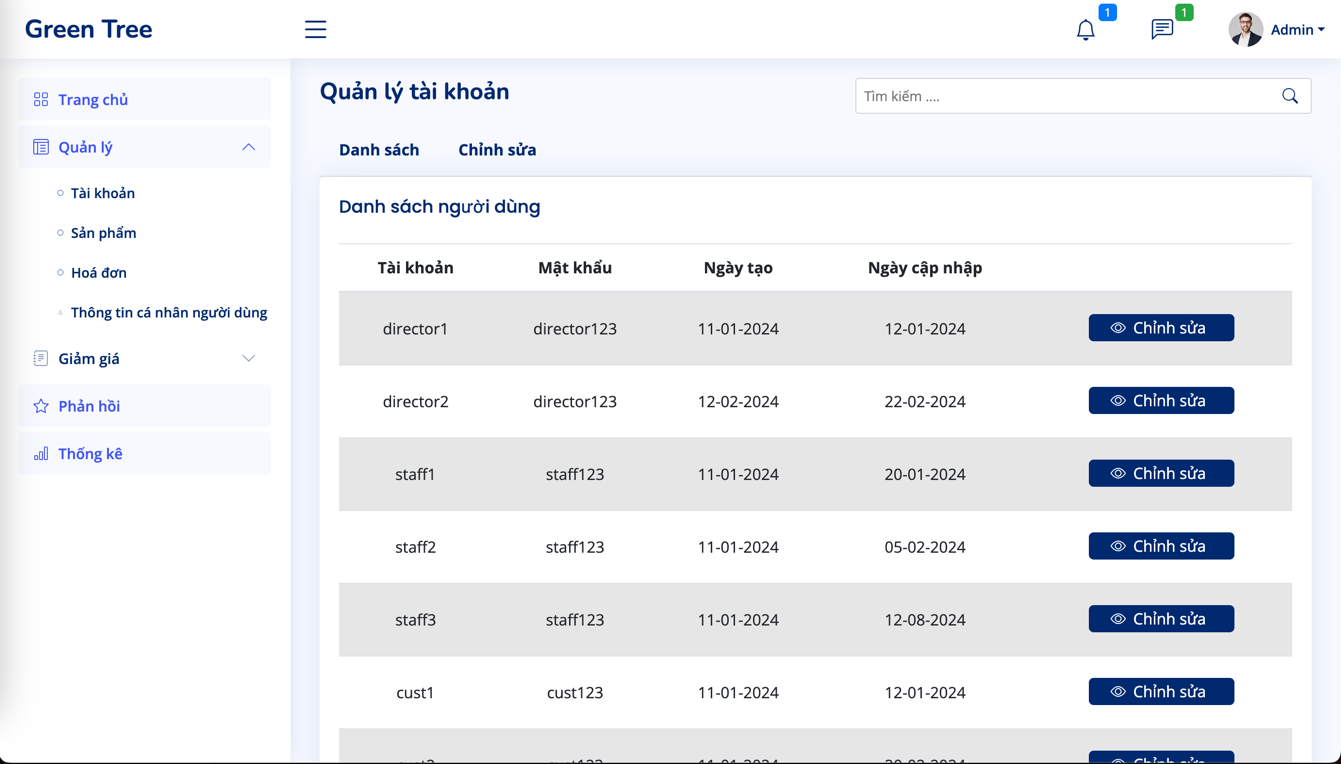 Green Tree
1
1
Admin
Trang chủ
Quản lý
Tài khoản
Sản phẩm
Hoá đơn
Thông tin cá nhân người dùng
Giảm giá
Phản hồi
Thống kê
Quản lý tài khoản
Tìm kiếm ....
Danh sách Chỉnh sửa
Danh sách người dùng
Tài khoản Mật khẩu Ngày tạo Ngày cập nhập
director1 director123 11-01-2024 12-01-2024 Chỉnh sửa
director2 director123 12-02-2024 22-02-2024 Chỉnh sửa
staff1 staff123 11-01-2024 20-01-2024 Chỉnh sửa
staff2 staff123 11-01-2024 05-02-2024 Chỉnh sửa
staff3 staff123 11-01-2024 12-08-2024 Chỉnh sửa
cust1 cust123 11-01-2024 12-01-2024 Chỉnh sửa